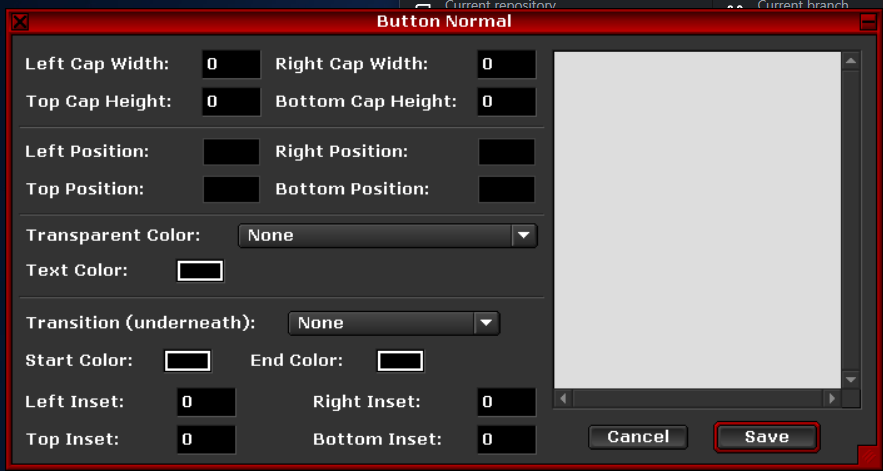 Current repository
Current branch
Button Normal
Left Cap Width: 0 Right Cap Width: 0
Top Cap Height: 0 Bottom Cap Height: 0
Left Position: Right Position:
Top Position: Bottom Position:
Transparent Color: None
Text Color:
Transition (underneath): None
Start Color: End Color:
Left Inset: 0 Right Inset: 0
Top Inset: 0 Bottom Inset: 0
Cancel Save